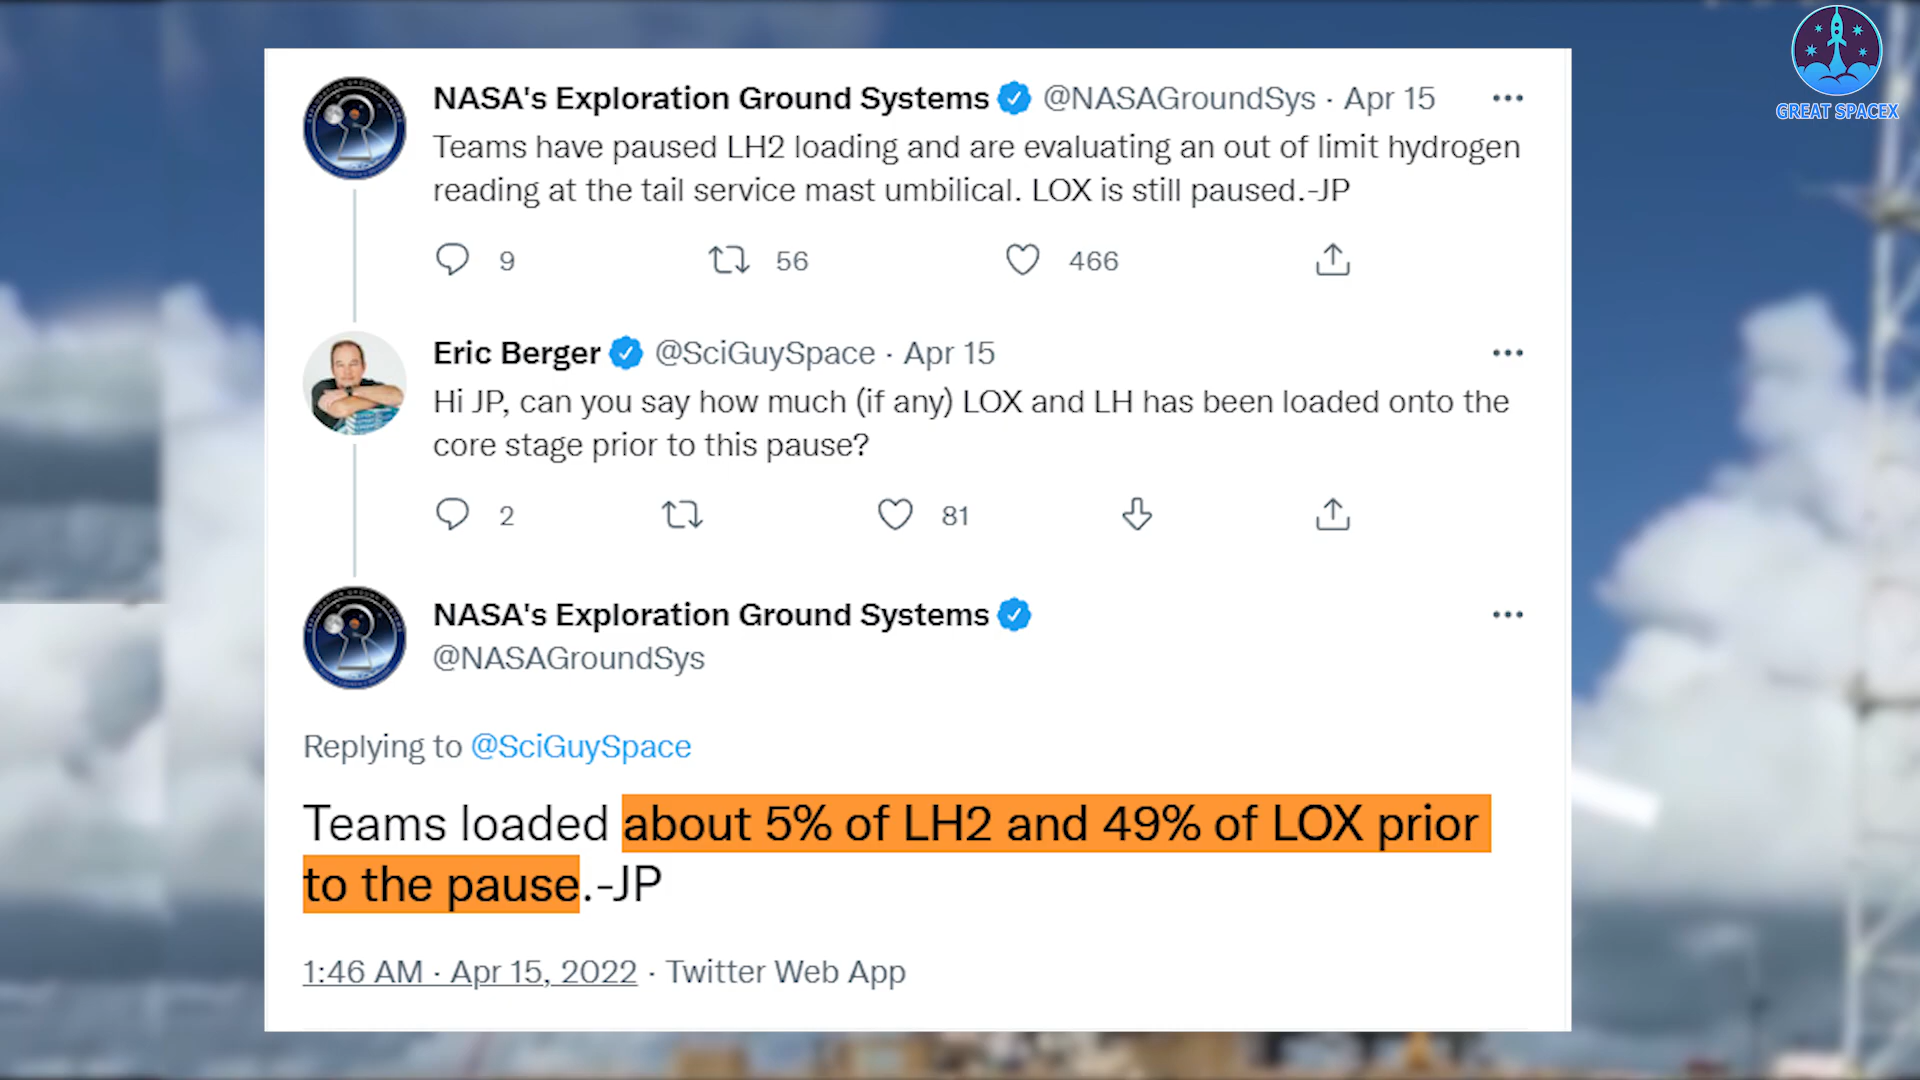 GREAT SPACEX
NASA's Exploration Ground Systems @NASAGroundSys · Apr 15
Teams have paused LH2 loading and are evaluating an out of limit hydrogen
reading at the tail service mast umbilical. LOX is still paused.-JP
9 56 466
Eric Berger @SciGuySpace · Apr 15
Hi JP, can you say how much (if any) LOX and LH has been loaded onto the
core stage prior to this pause?
2 81
NASA's Exploration Ground Systems
@NASAGroundSys
Replying to @SciGuySpace
Teams loaded about 5% of LH2 and 49% of LOX prior
to the pause.-JP
1:46 AM · Apr 15, 2022 · Twitter Web App